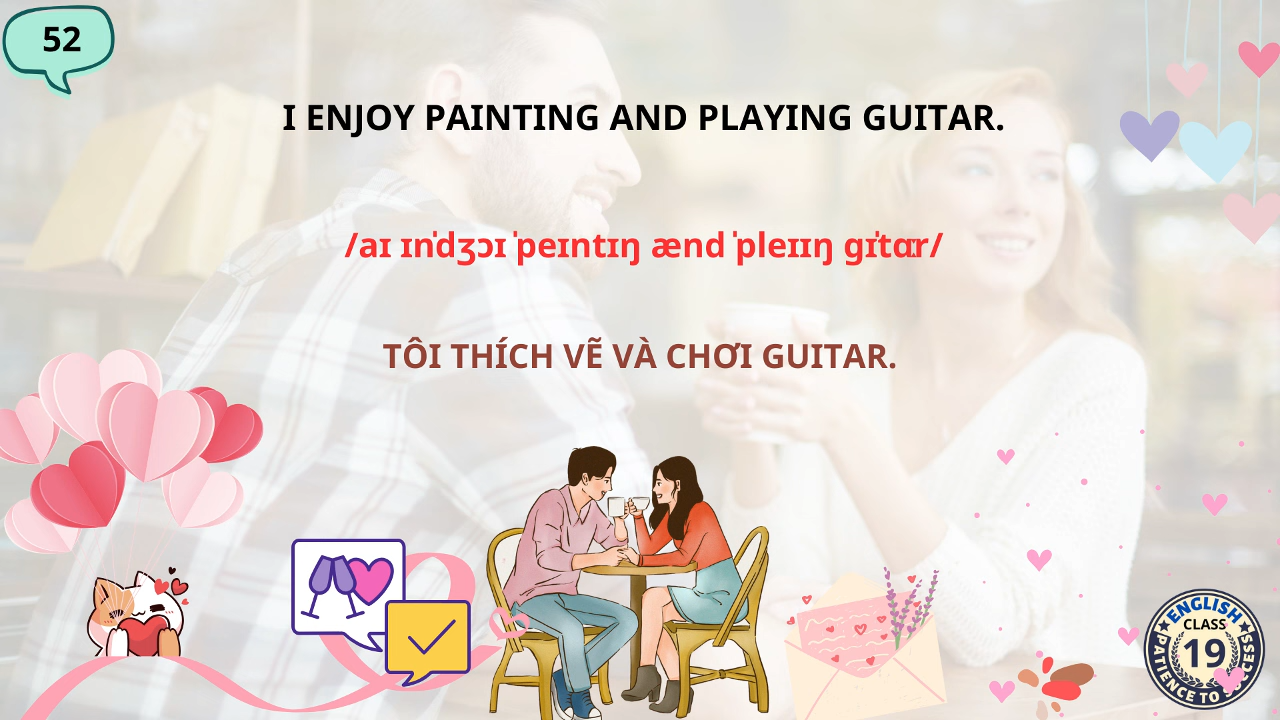 52
I ENJOY PAINTING AND PLAYING GUITAR.
/aɪ ɪnˈdʒɔɪ ˈpeɪntɪŋ ænd ˈpleɪɪŋ ɡɪˈtɑr/
TÔI THÍCH VẼ VÀ CHƠI GUITAR.
ENGLISH
CLASS
19
PATIENCE TO SUCCESS